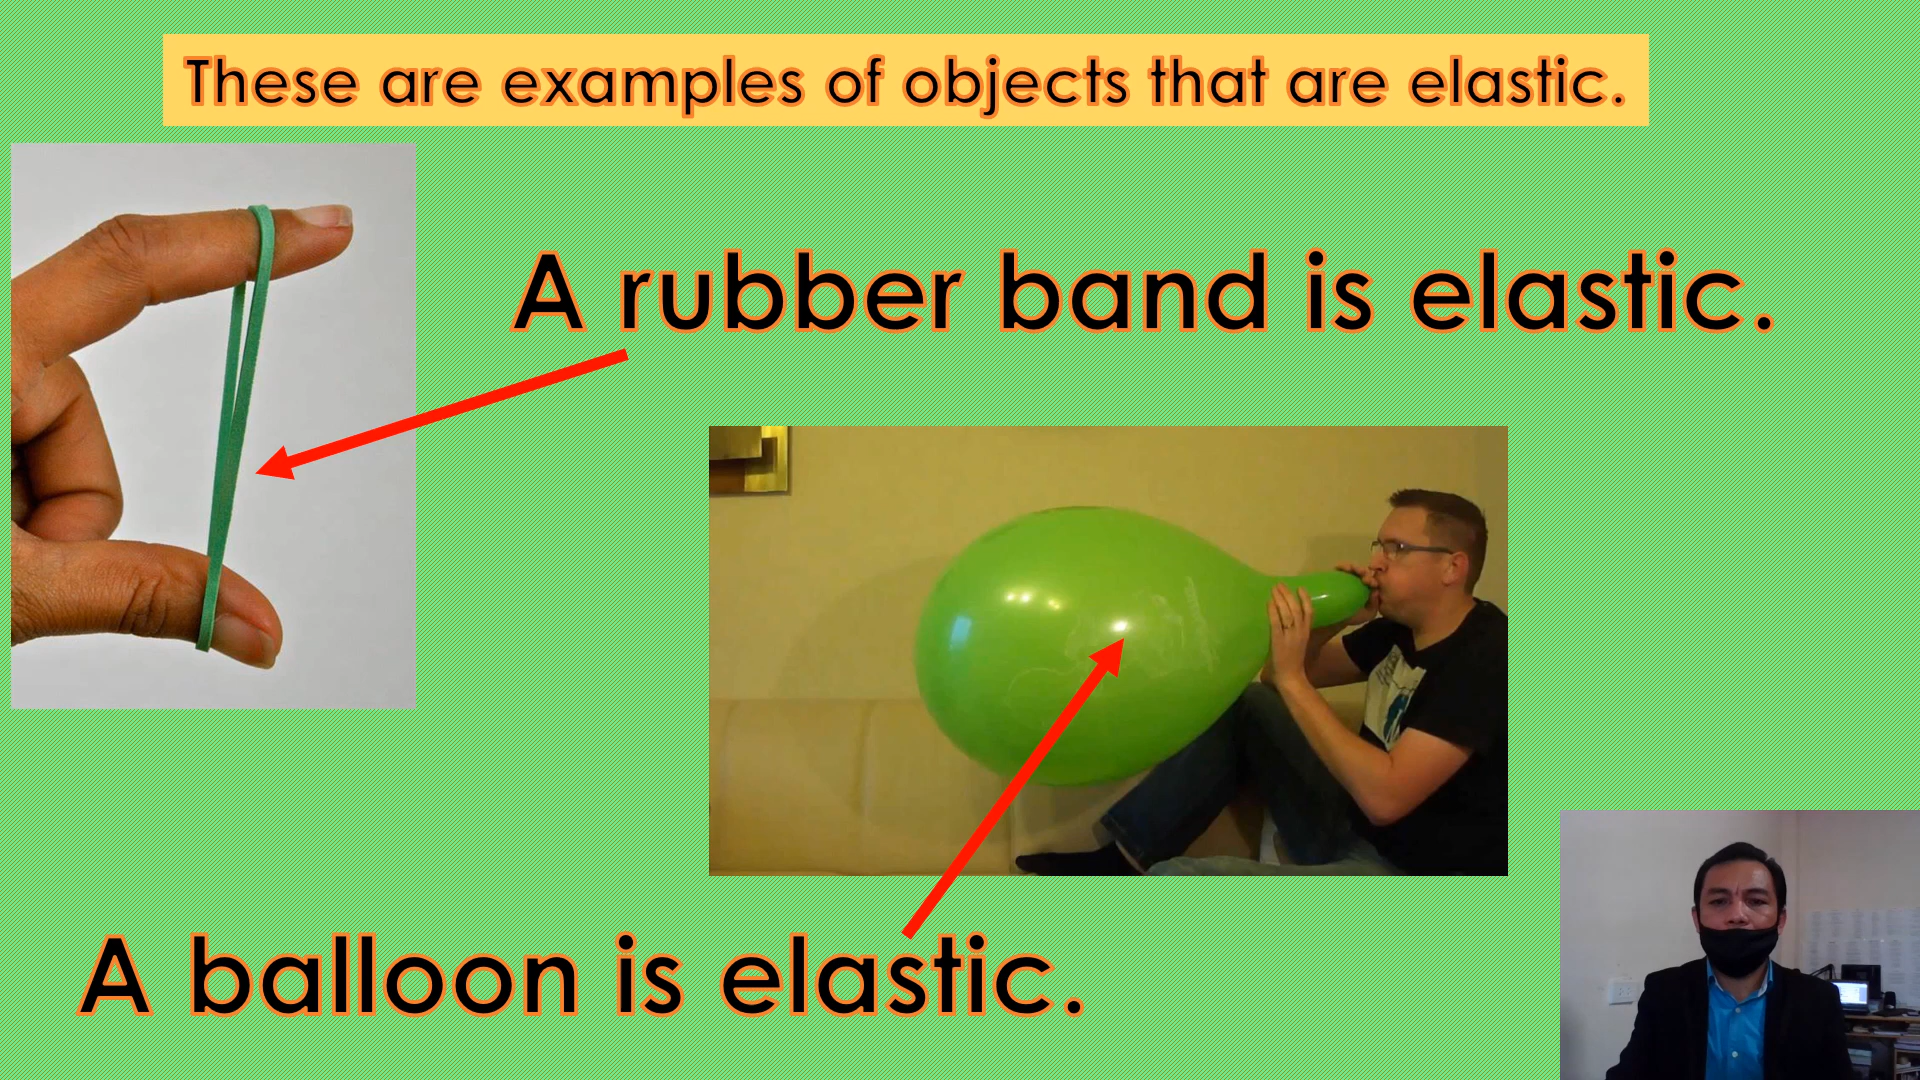 These are examples of objects that are elastic.
A rubber band is elastic.
A balloon is elastic.